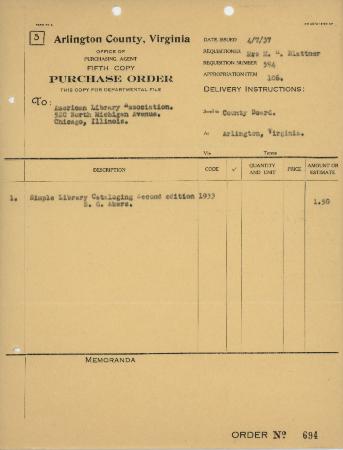 5
Arlington County, Virginia
OFFICE OF
PURCHASING AGENT
FIFTH COPY
PURCHASE ORDER
THIS COPY FOR DEPARTMENTAL FILE
DATE ISSUED 4/7/37
REQUISITIONER Mrs M. Blattner
REQUISITION NUMBER 594
APPROPRIATION ITEM 106.
DELIVERY INSTRUCTIONS:
TO: American Library Association.
520 North Michigan Avenue.
Chicago, Illinois.
Send to County Board.
At Arlington, Virginia.
Via Terms
DESCRIPTION CODE ✓ QUANTITY AND UNIT PRICE AMOUNT OR ESTIMATE
1. Simple Library Cataloging Second edition 1933 1.50
S. G. Akers.
MEMORANDA
ORDER Nº 694